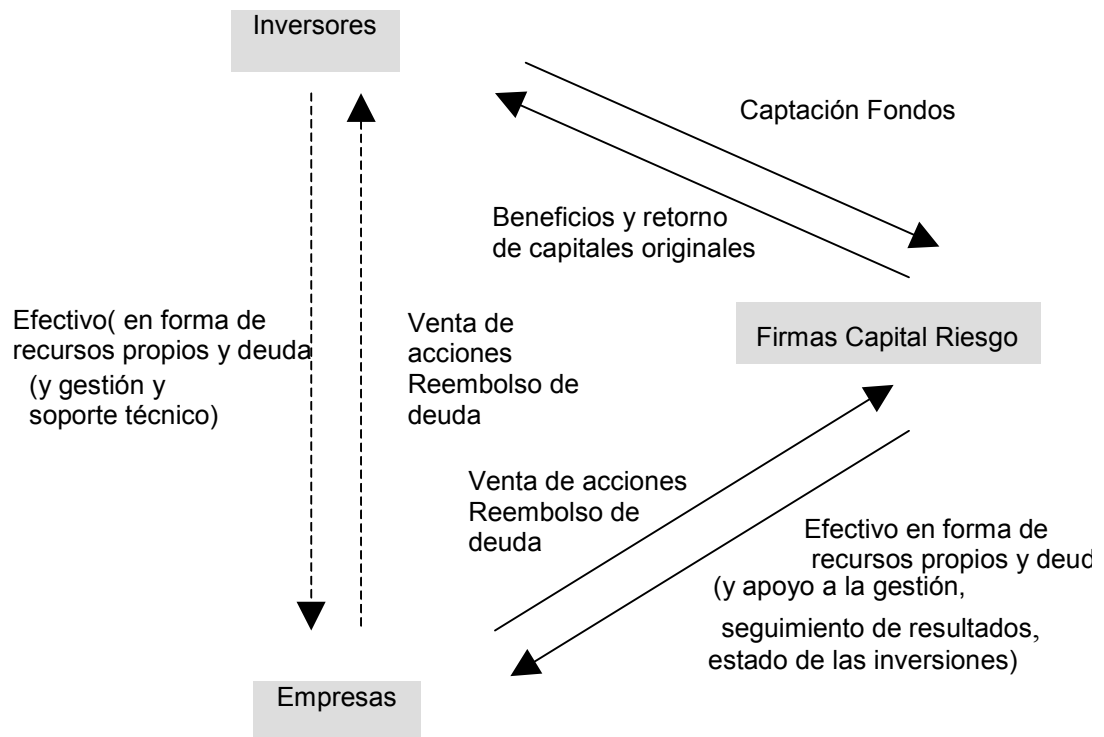 Inversores
Captación Fondos
Beneficios y retorno
de capitales originales
Efectivo( en forma de
recursos propios y deuda
(y gestión y
soporte técnico)
Venta de
acciones
Reembolso de
deuda
Firmas Capital Riesgo
Venta de acciones
Reembolso de
deuda
Efectivo en forma de
recursos propios y deud
(y apoyo a la gestión,
seguimiento de resultados,
estado de las inversiones)
Empresas